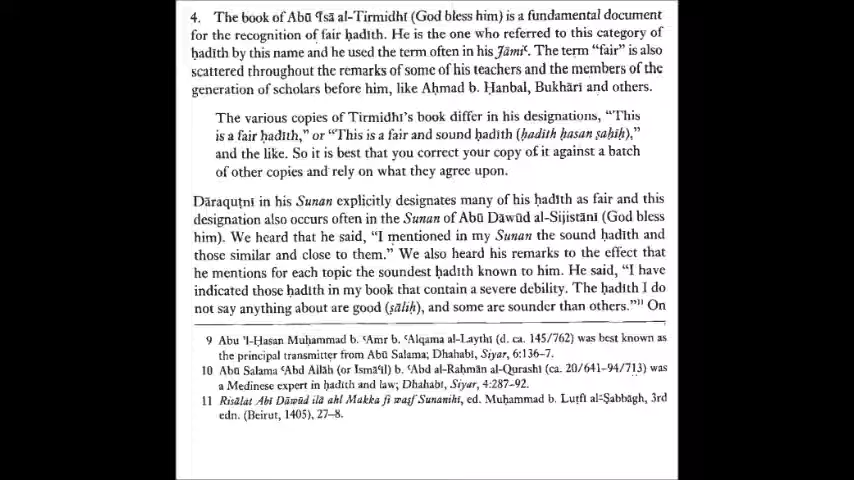 4. The book of Abū ʿĪsā al-Tirmidhī (God bless him) is a fundamental document
for the recognition of fair ḥadīth. He is the one who referred to this category of
ḥadīth by this name and he used the term often in his Jāmiʿ. The term “fair” is also
scattered throughout the remarks of some of his teachers and the members of the
generation of scholars before him, like Aḥmad b. Ḥanbal, Bukhārī and others.
The various copies of Tirmidhī's book differ in his designations, “This
is a fair ḥadīth,” or “This is a fair and sound ḥadīth (ḥadīth ḥasan ṣaḥīḥ),”
and the like. So it is best that you correct your copy of it against a batch
of other copies and rely on what they agree upon.
Dāraquṭnī in his Sunan explicitly designates many of his ḥadīth as fair and this
designation also occurs often in the Sunan of Abū Dāwūd al-Sijistānī (God bless
him). We heard that he said, “I mentioned in my Sunan the sound ḥadīth and
those similar and close to them.” We also heard his remarks to the effect that
he mentions for each topic the soundest ḥadīth known to him. He said, “I have
indicated those ḥadīth in my book that contain a severe debility. The ḥadīth I do
not say anything about are good (ṣāliḥ), and some are sounder than others.”11 On
9 Abu 'l-Ḥasan Muḥammad b. ʿAmr b. ʿAlqama al-Laythī (d. ca. 145/762) was best known as
the principal transmitter from Abū Salama; Dhahabī, Siyar, 6:136–7.
10 Abū Salama ʿAbd Allāh (or Ismāʿīl) b. ʿAbd al-Raḥmān al-Qurashī (ca. 20/641–94/713) was
a Medinese expert in ḥadīth and law; Dhahabī, Siyar, 4:287–92.
11 Risālat Abī Dāwūd ilā ahl Makka fī waṣf Sunanihi, ed. Muḥammad b. Luṭfī al-Ṣabbāgh, 3rd
edn. (Beirut, 1405), 27–8.